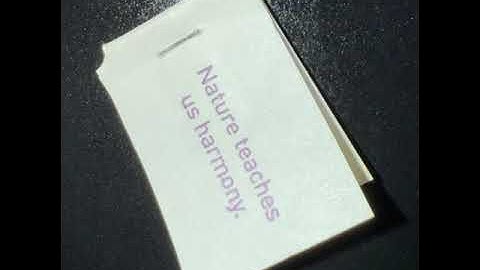 Nature teaches
us harmony.